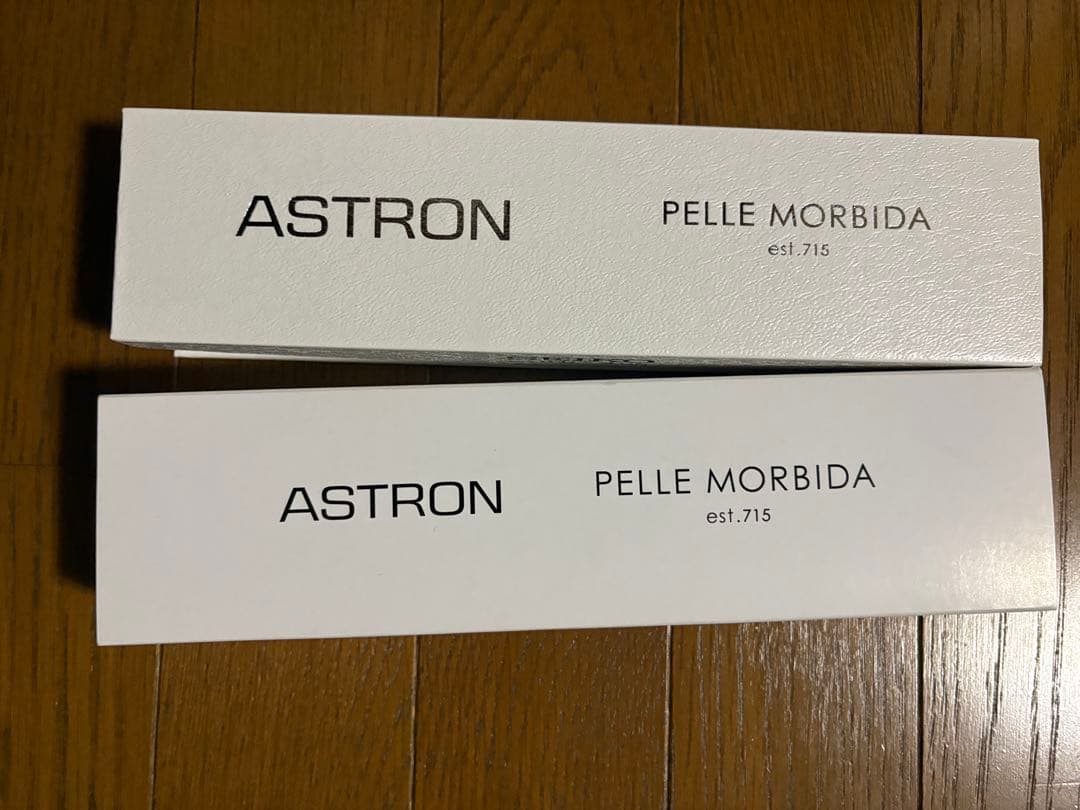 ASTRON
PELLE MORBIDA
est.715
ASTRON
PELLE MORBIDA
est.715